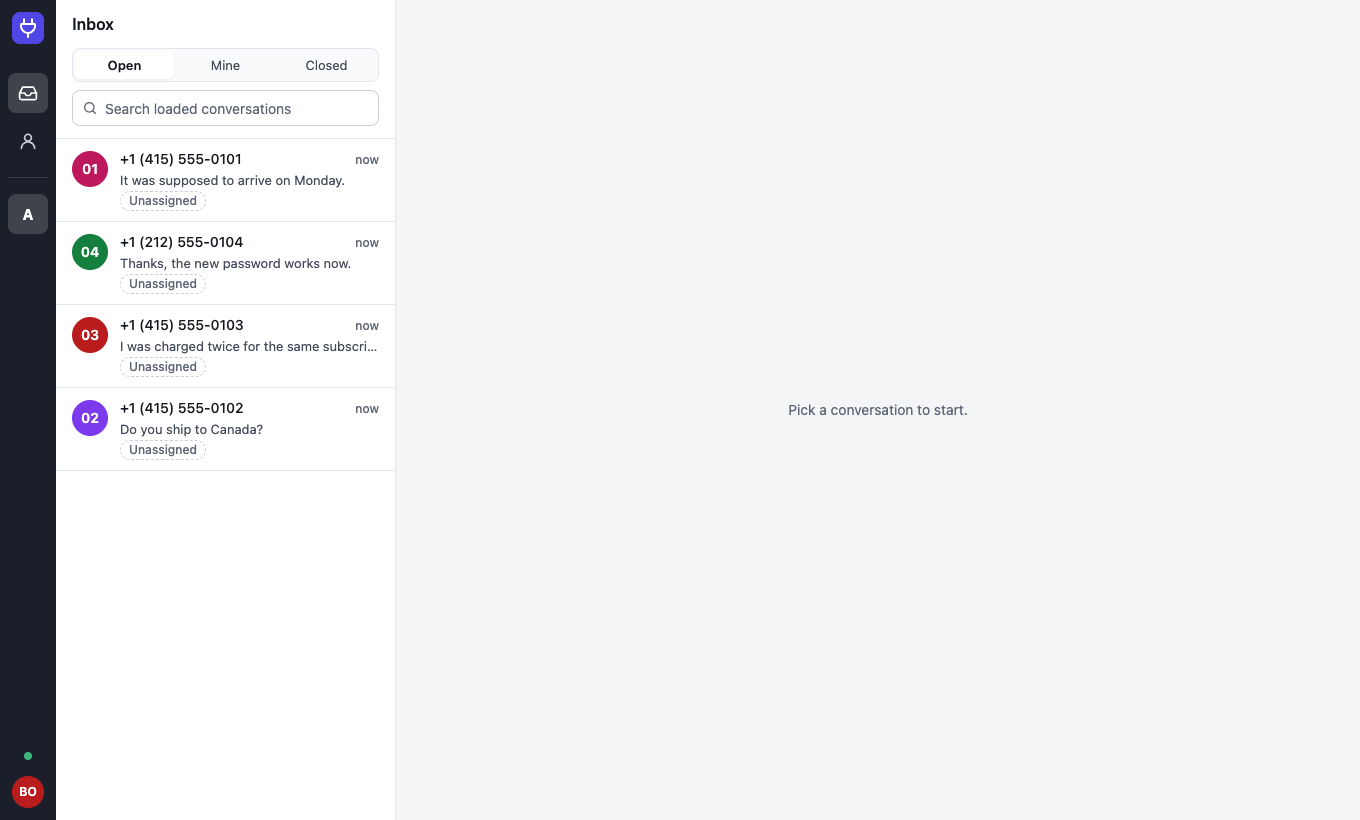 Inbox
Open Mine Closed
Search loaded conversations
01 +1 (415) 555-0101 now
It was supposed to arrive on Monday.
Unassigned
04 +1 (212) 555-0104 now
Thanks, the new password works now.
Unassigned
03 +1 (415) 555-0103 now
I was charged twice for the same subscri...
Unassigned
02 +1 (415) 555-0102 now
Do you ship to Canada?
Unassigned
A
BO
Pick a conversation to start.